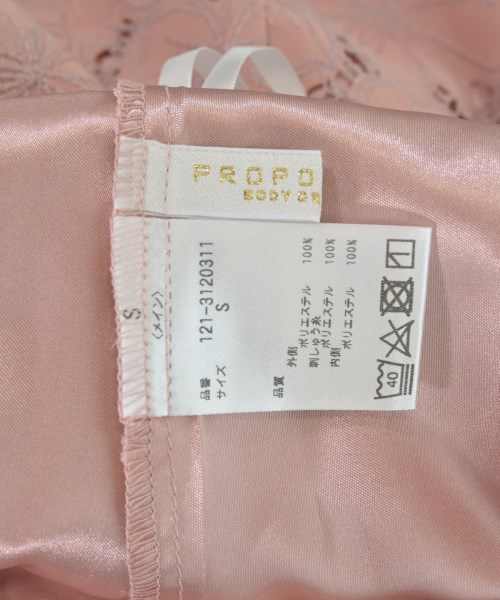 PROPO
BODY DR
S
〈メイン〉
品番 121-3120311
サイズ S
品質
外側 ポリエステル 100%
刺しゅう糸
ポリエステル 100%
内側 ポリエステル 100%
40